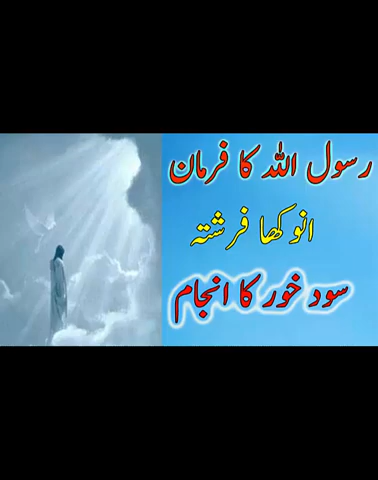 رسول اللہ کا فرمان
انوکھا فرشتہ
سود خور کا انجام